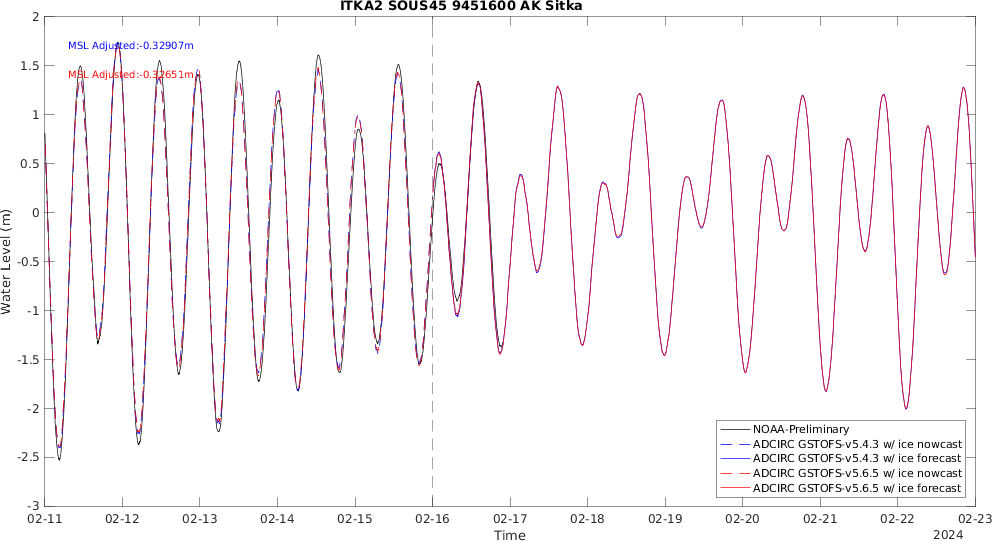 ITKA2 SOUS45 9451600 AK Sitka
MSL Adjusted:-0.32907m
MSL Adjusted:-0.32651m
Water Level (m)
2
1.5
1
0.5
0
-0.5
-1
-1.5
-2
-2.5
-3
NOAA-Preliminary
ADCIRC GSTOFS-v5.4.3 w/ ice nowcast
ADCIRC GSTOFS-v5.4.3 w/ ice forecast
ADCIRC GSTOFS-v5.6.5 w/ ice nowcast
ADCIRC GSTOFS-v5.6.5 w/ ice forecast
02-11 02-12 02-13 02-14 02-15 02-16 02-17 02-18 02-19 02-20 02-21 02-22 02-23
Time
2024